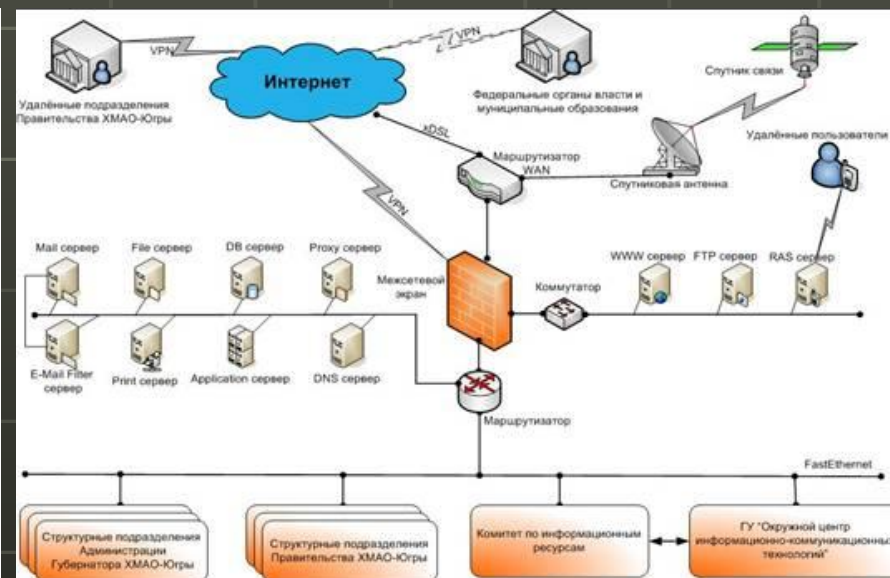 VPN
VPN
Интернет
Спутник связи
Удалённые подразделения
Правительства ХМАО-Югры
Федеральные органы власти и
муниципальные образования
xDSL
Маршрутизатор
WAN
Спутниковая антенна
Удалённые пользователи
VPN
Mail сервер
File сервер
DB сервер
Proxy сервер
Межсетевой
экран
Коммутатор
WWW сервер
FTP сервер
RAS сервер
E-Mail Filter
сервер
Print сервер
Application сервер
DNS сервер
Маршрутизатор
FastEthernet
Структурные подразделения
Администрации
Губернатора ХМАО-Югры
Структурные подразделения
Правительства ХМАО-Югры
Комитет по информационным
ресурсам
ГУ "Окружной центр
информационно-коммуникационных
технологий"